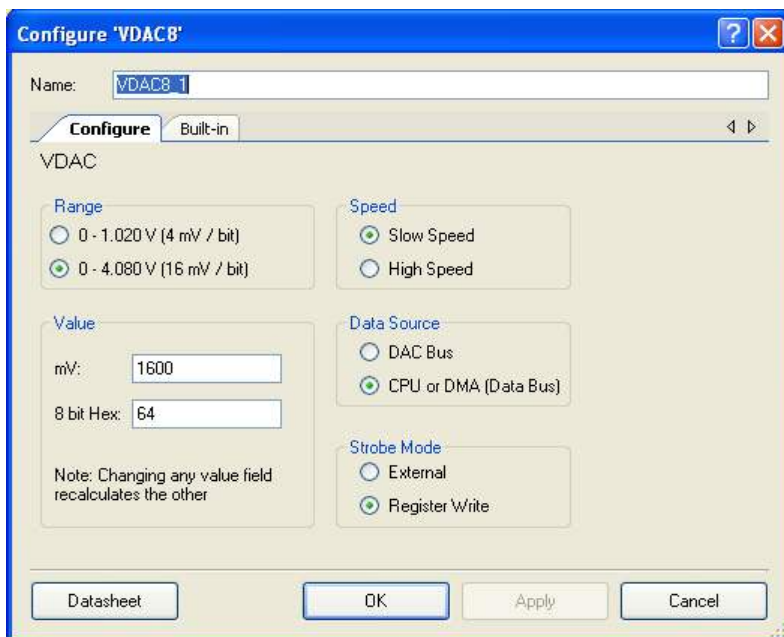 Configure 'VDAC8'
Name: VDAC8_1
Configure Built-in
VDAC
Range
0 - 1.020 V (4 mV / bit)
0 - 4.080 V (16 mV / bit)
Speed
Slow Speed
High Speed
Value
mV: 1600
8 bit Hex: 64
Note: Changing any value field
recalculates the other
Data Source
DAC Bus
CPU or DMA (Data Bus)
Strobe Mode
External
Register Write
Datasheet OK Apply Cancel